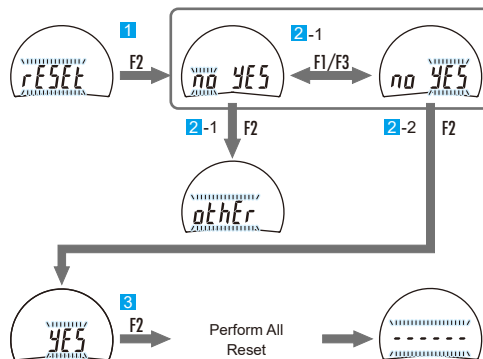 1
2-1
F2
F1/F3
rESEt
no YES
no YES
2-1
F2
2-2
F2
othEr
3
F2
YES
Perform All
Reset
------